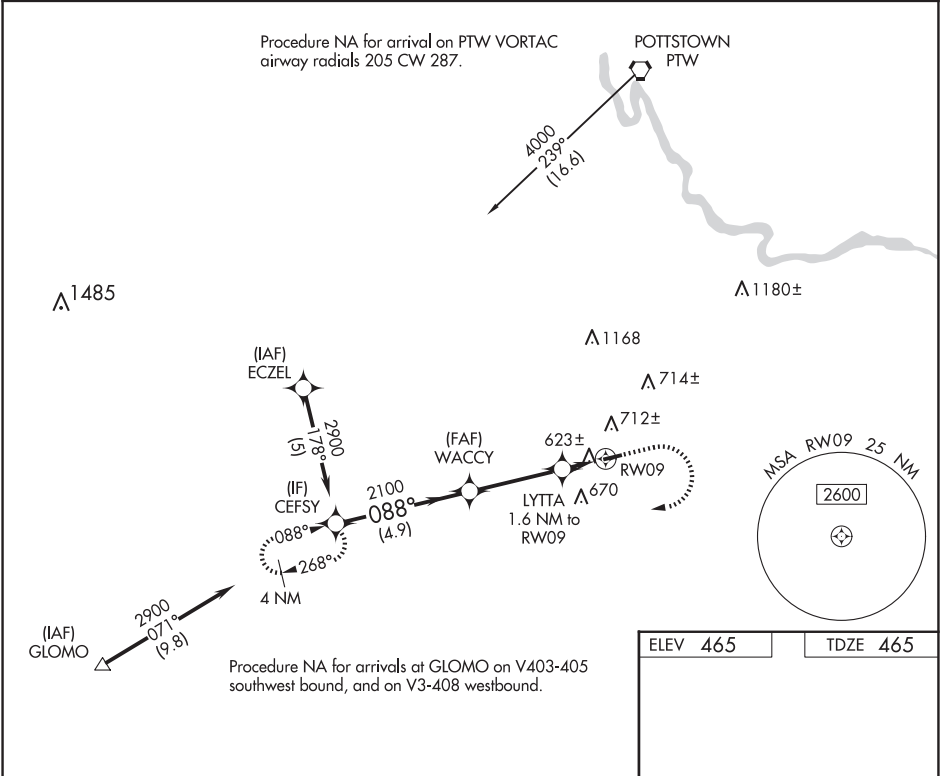 Procedure NA for arrival on PTW VORTAC
airway radials 205 CW 287.
POTTSTOWN
PTW
4000
239°
(16.6)
1485
1180±
1168
(IAF)
ECZEL
714±
2900
178°
(5)
712±
(FAF)
WACCY
623±
RW09
MSA RW09 25 NM
2600
(IF)
CEFSY
2100
088°
(4.9)
LYTTA
1.6 NM to
RW09
670
088°
268°
4 NM
2900
071°
(9.8)
(IAF)
GLOMO
Procedure NA for arrivals at GLOMO on V403-405
southwest bound, and on V3-408 westbound.
ELEV 465
TDZE 465